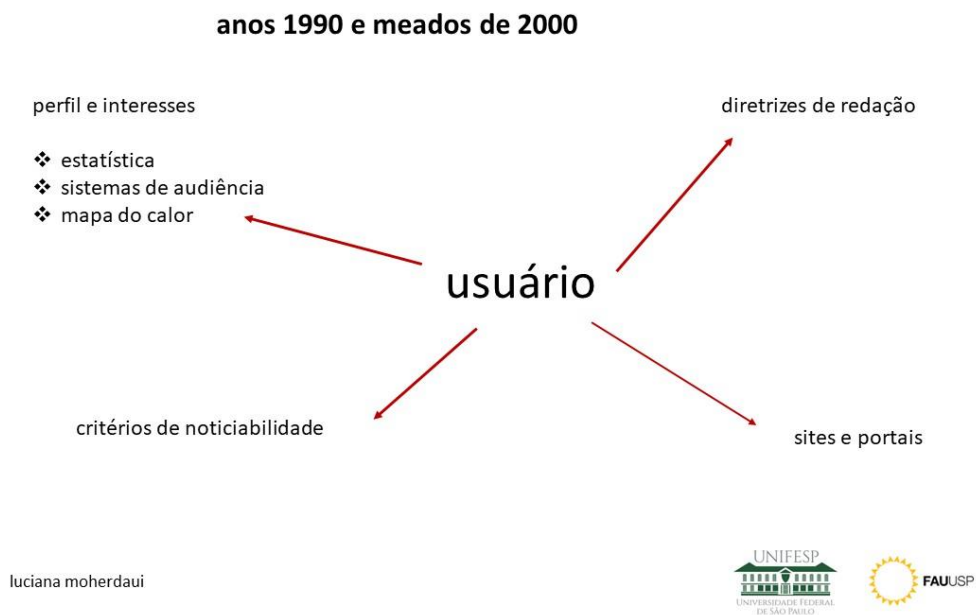 anos 1990 e meados de 2000
perfil e interesses
❖ estatística
❖ sistemas de audiência
❖ mapa do calor
diretrizes de redação
usuário
critérios de noticiabilidade
sites e portais
luciana moherdaui
UNIFESP
UNIVERSIDADE FEDERAL
DE SÃO PAULO
FAUUSP